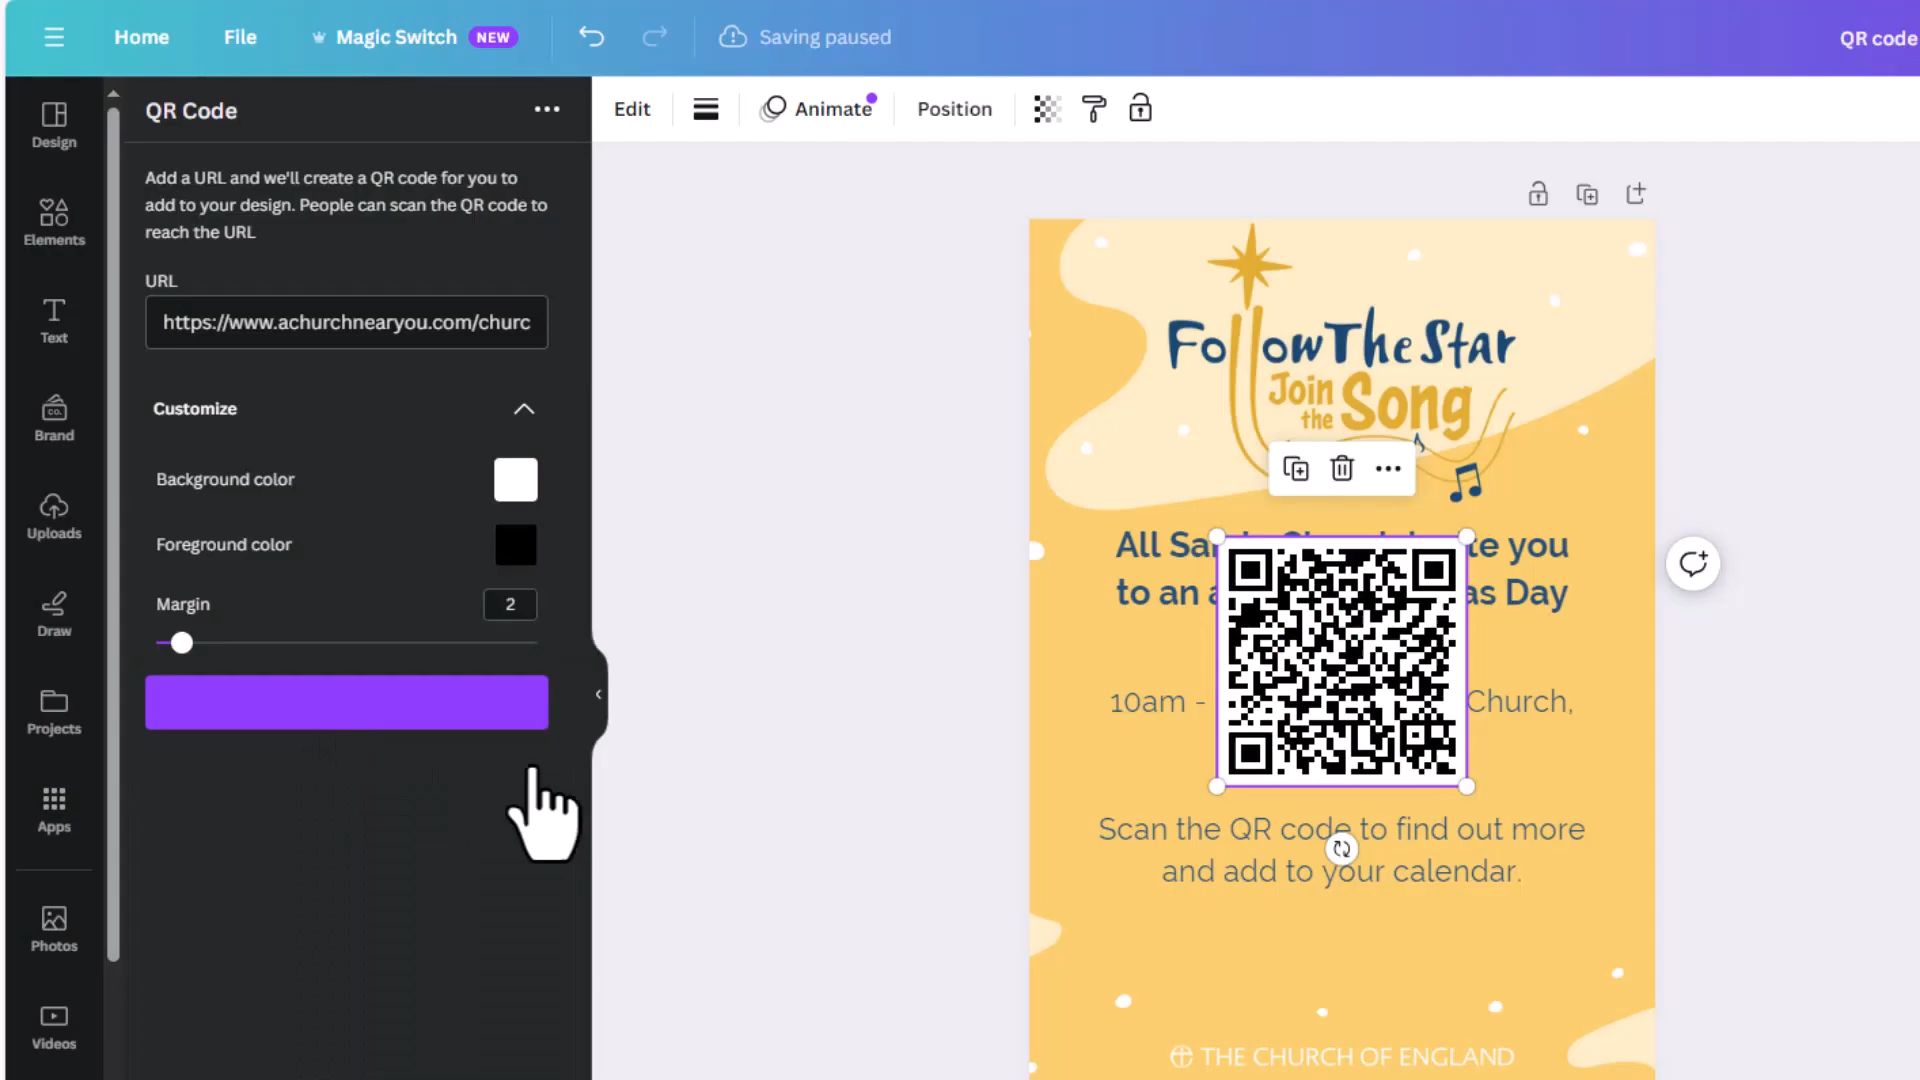 Home File Magic Switch NEW Saving paused QR code
Design
Elements
Text
Brand
CO.
Uploads
Draw
Projects
Apps
Photos
Videos
QR Code
Add a URL and we'll create a QR code for you to
add to your design. People can scan the QR code to
reach the URL
URL
https://www.achurchnearyou.com/churc
Customize
Background color
Foreground color
Margin 2
Edit Animate Position
Follow The Star
Join
the Song
All Sa te you
to an as Day
10am - Church,
Scan the QR code to find out more
and add to your calendar.
THE CHURCH OF ENGLAND